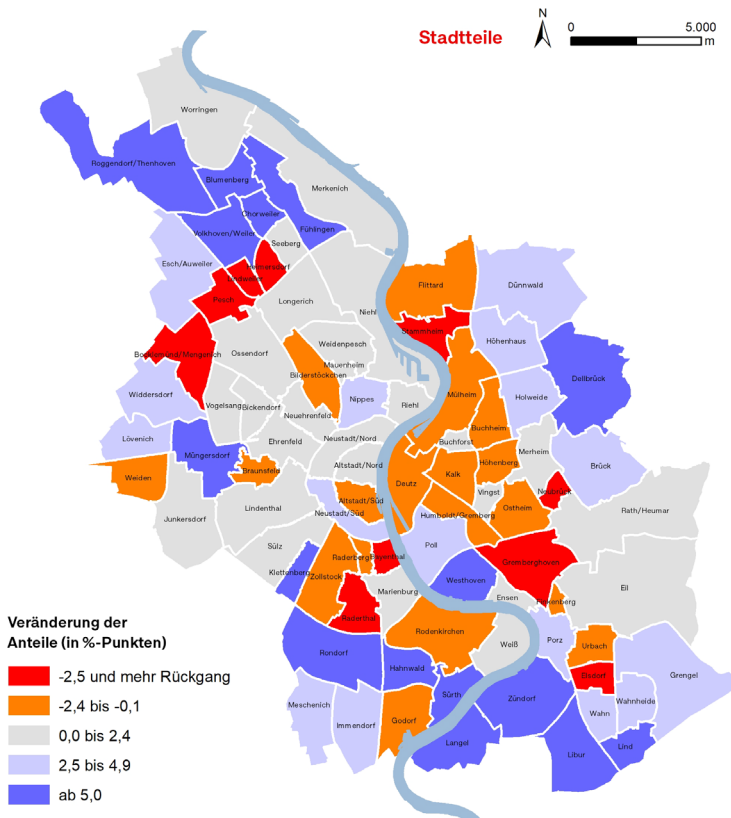 Stadtteile
N
0 5.000
m
Worringen
Roggendorf/Thenhoven
Blumenberg
Merkenich
Chorweiler
Volkhoven/Weiler
Fühlingen
Seeberg
Esch/Auweiler
Heimersdorf
Lindweiler
Pesch
Longerich
Niehl
Flittard
Dünnwald
Stammheim
Höhenhaus
Bocklemünd/Mengenich
Ossendorf
Weidenpesch
Mauenheim
Bilderstöckchen
Dellbrück
Widdersdorf
Nippes
Mülheim
Holweide
Vogelsang
Bickendorf
Riehl
Neuehrenfeld
Buchheim
Lövenich
Ehrenfeld
Neustadt/Nord
Buchforst
Merheim
Müngersdorf
Altstadt/Nord
Höhenberg
Brück
Weiden
Braunsfeld
Kalk
Deutz
Vingst
Neubrück
Altstadt/Süd
Lindenthal
Neustadt/Süd
Humboldt/Gremberg
Ostheim
Rath/Heumar
Junkersdorf
Sülz
Poll
Raderberg
Bayenthal
Gremberghoven
Klettenberg
Zollstock
Westhoven
Marienburg
Eil
Ensen
Finkenberg
Raderthal
Rodenkirchen
Weiß
Porz
Urbach
Rondorf
Hahnwald
Elsdorf
Grengel
Sürth
Zündorf
Meschenich
Wahnheide
Immendorf
Godorf
Wahn
Langel
Libur
Lind
Veränderung der
Anteile (in %-Punkten)
-2,5 und mehr Rückgang
-2,4 bis -0,1
0,0 bis 2,4
2,5 bis 4,9
ab 5,0